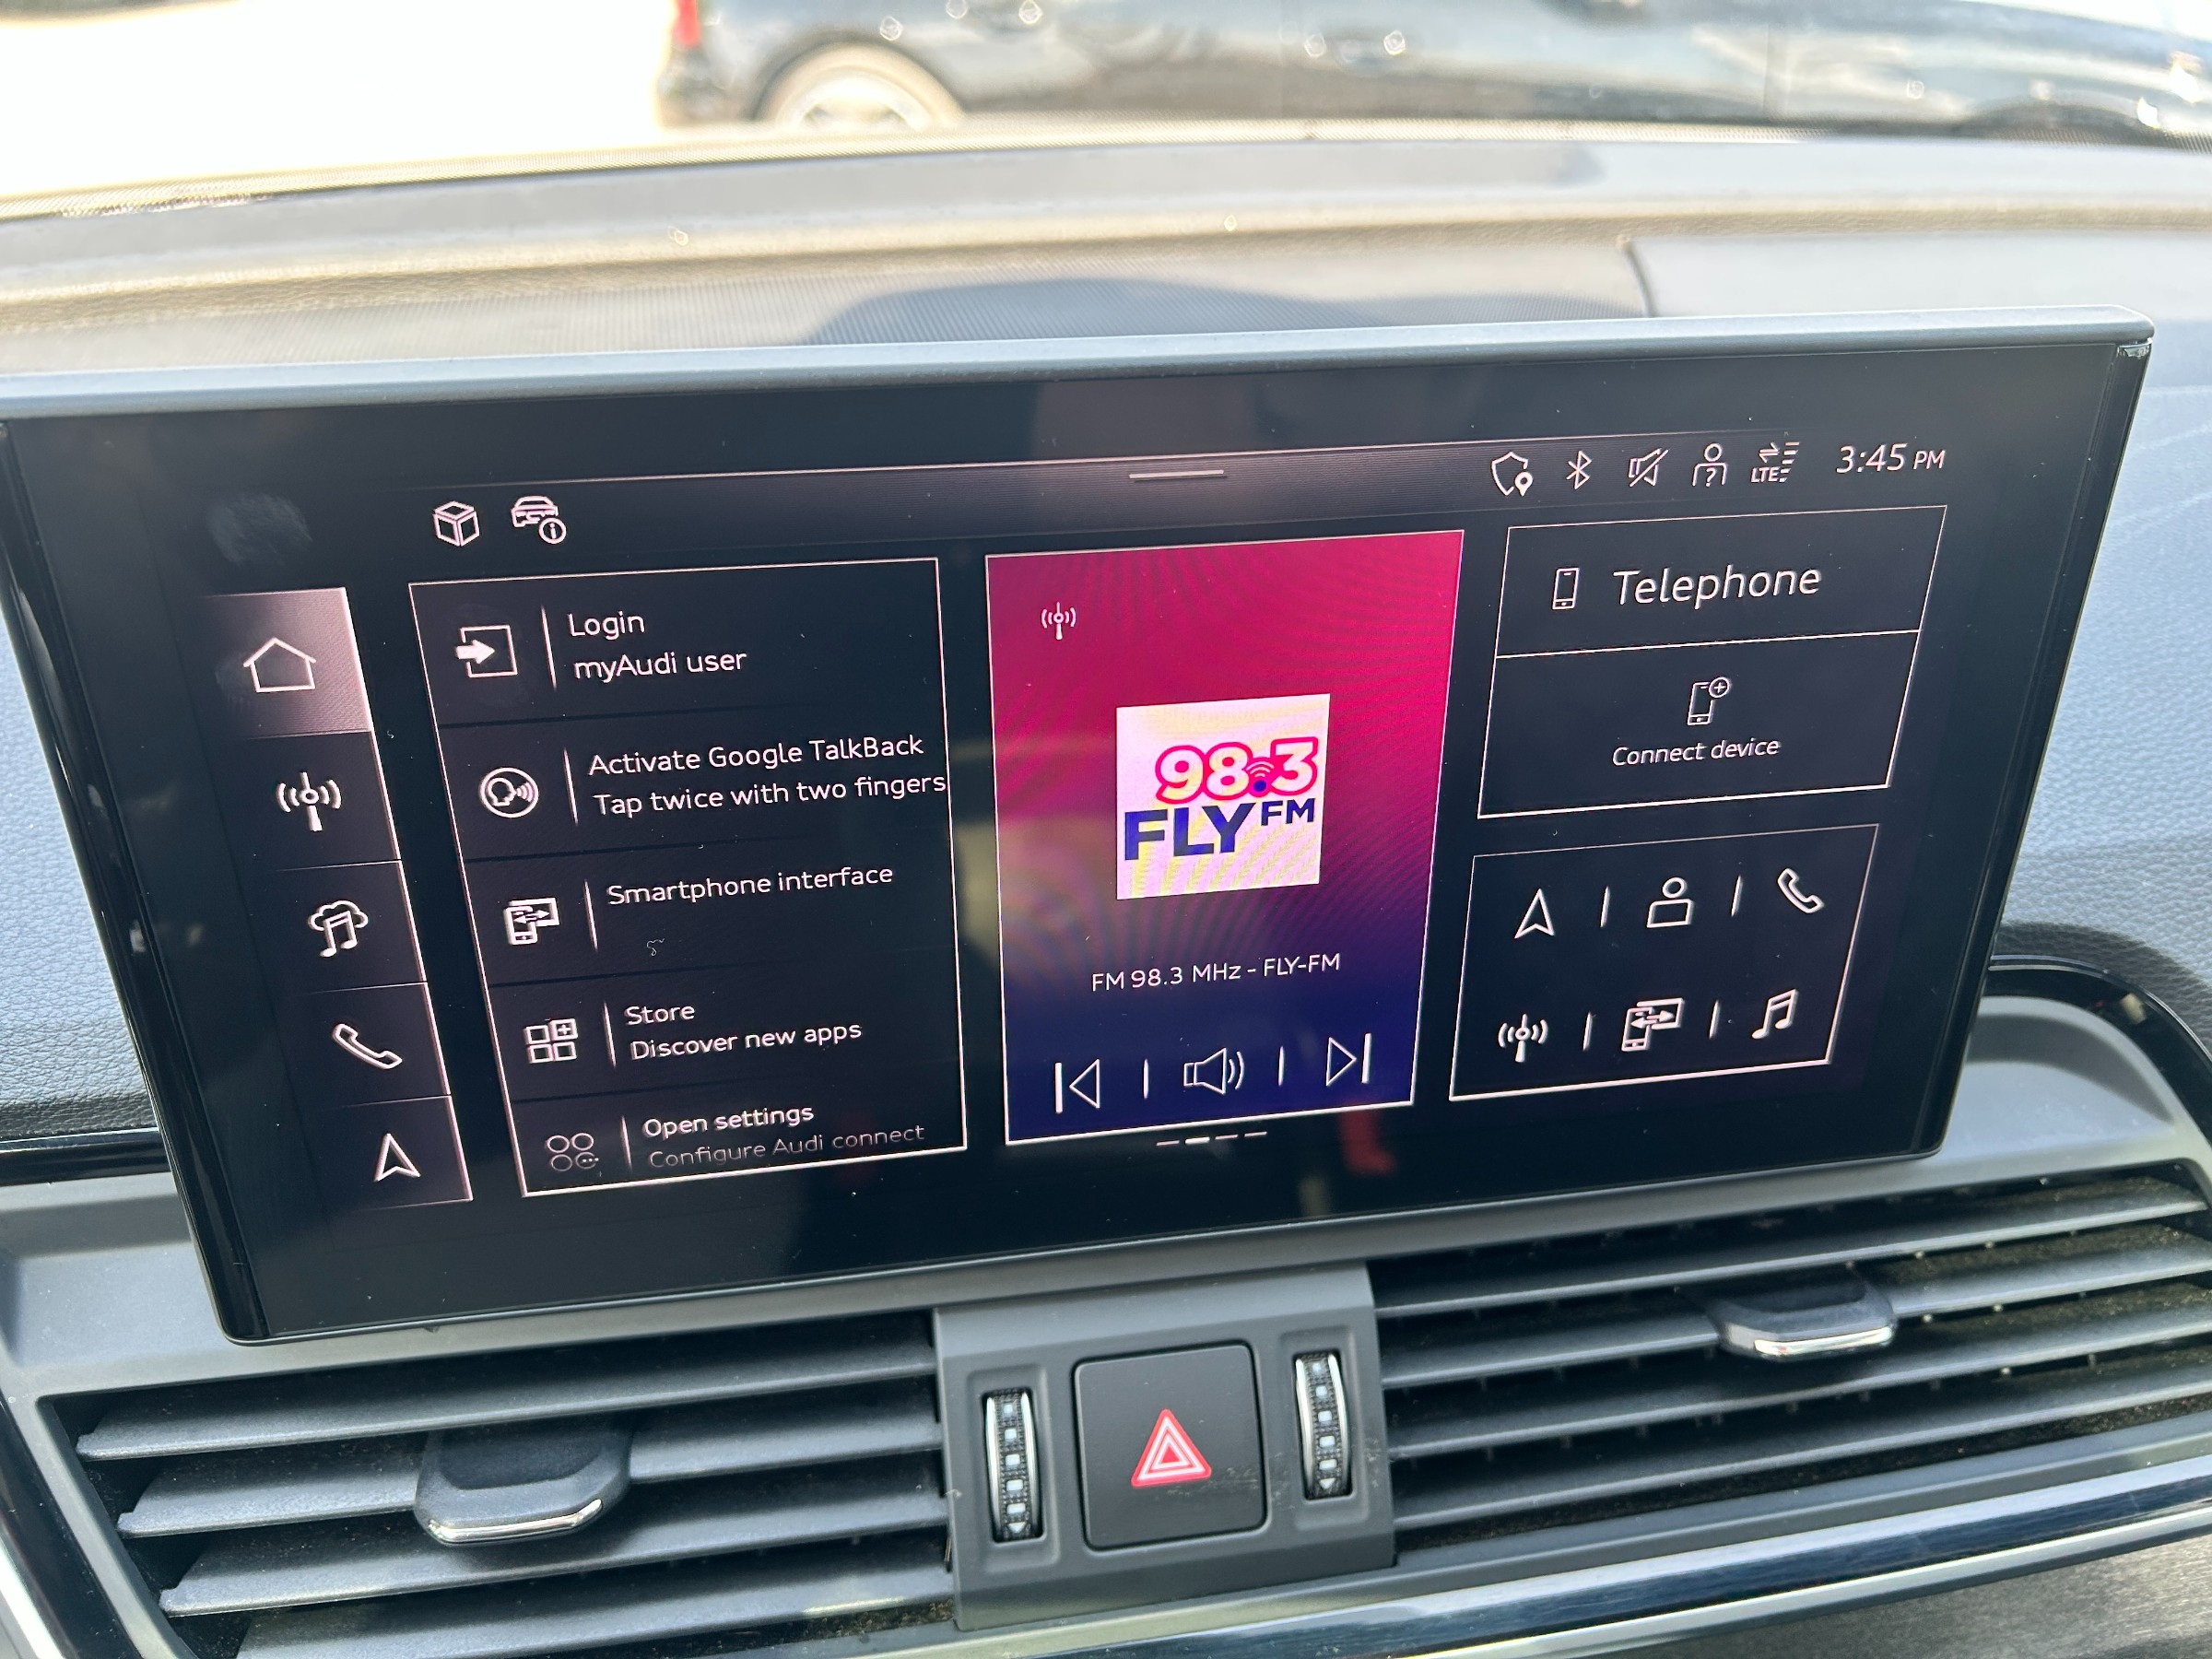 LTE
3:45 PM
Login
myAudi user
Activate Google TalkBack
Tap twice with two fingers
Smartphone interface
Store
Discover new apps
Open settings
Configure Audi connect
98.3
FLY FM
FM 98.3 MHz - FLY-FM
Telephone
Connect device